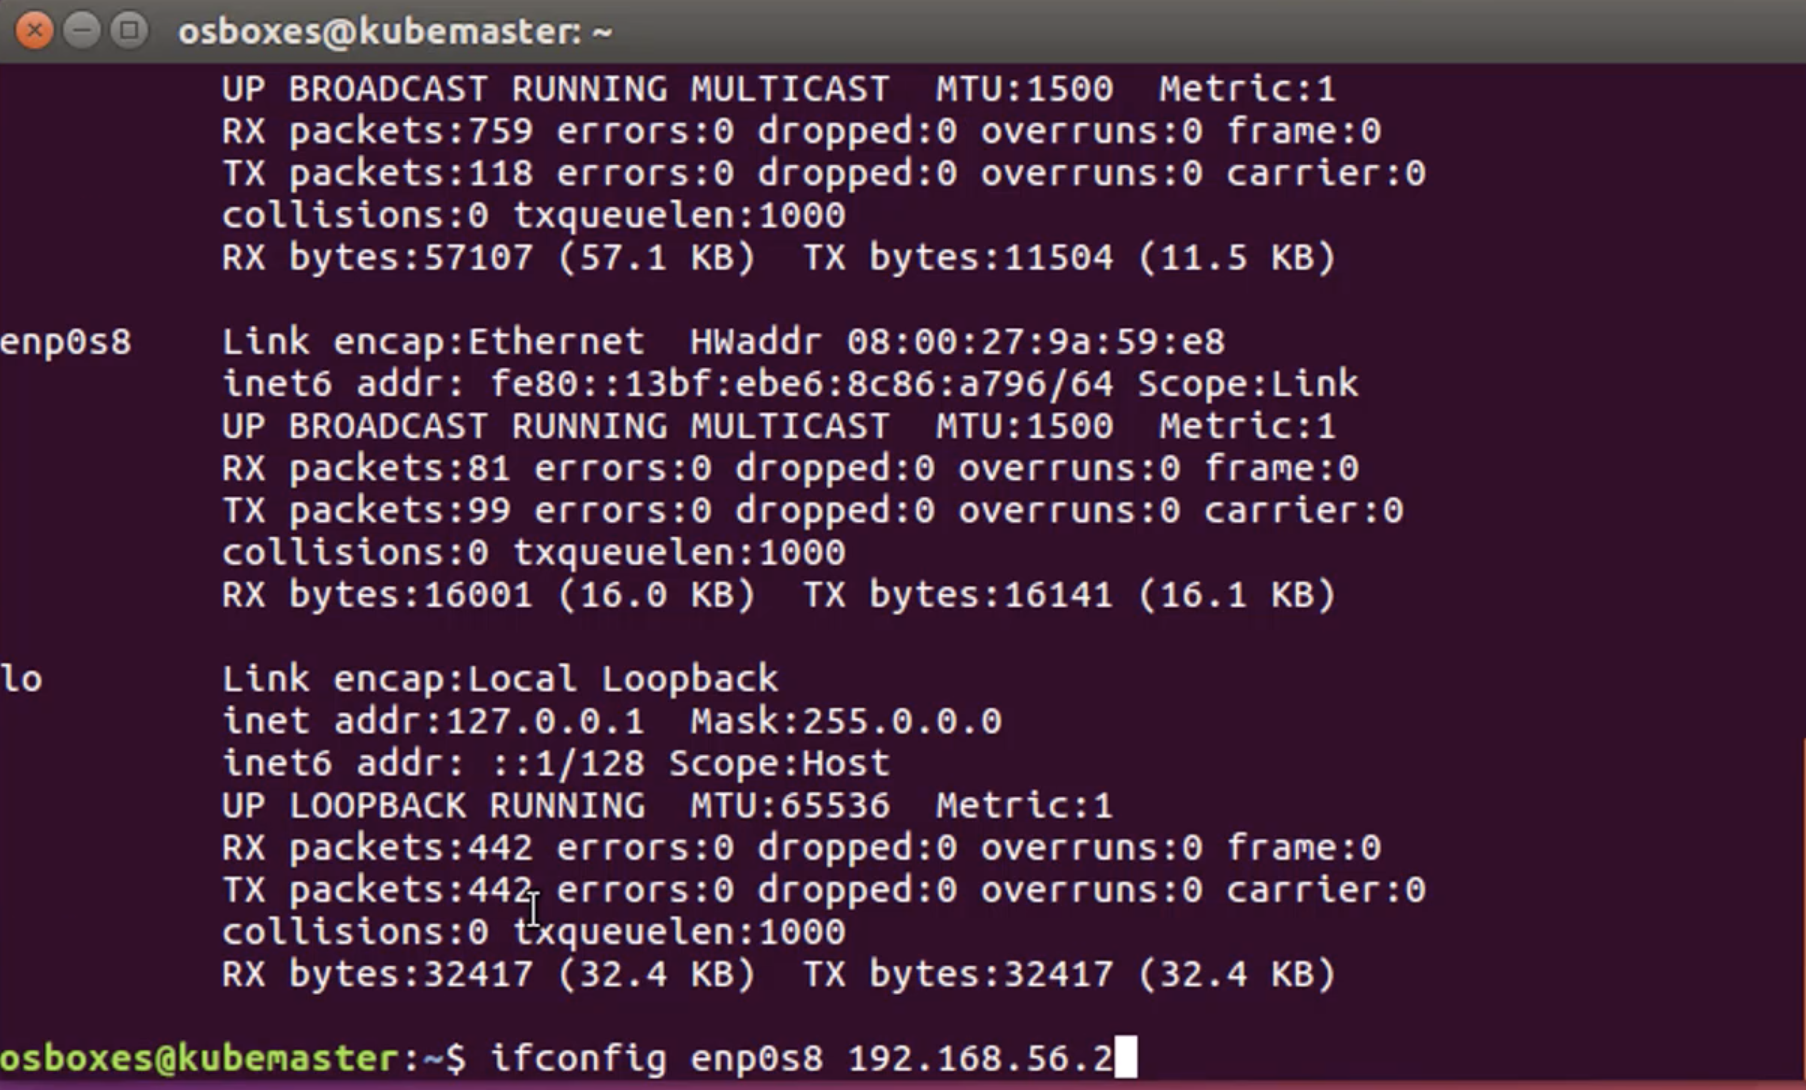 osboxes@kubemaster: ~
UP BROADCAST RUNNING MULTICAST  MTU:1500  Metric:1
RX packets:759 errors:0 dropped:0 overruns:0 frame:0
TX packets:118 errors:0 dropped:0 overruns:0 carrier:0
collisions:0 txqueuelen:1000
RX bytes:57107 (57.1 KB)  TX bytes:11504 (11.5 KB)
enp0s8    Link encap:Ethernet  HWaddr 08:00:27:9a:59:e8
inet6 addr: fe80::13bf:ebe6:8c86:a796/64 Scope:Link
UP BROADCAST RUNNING MULTICAST  MTU:1500  Metric:1
RX packets:81 errors:0 dropped:0 overruns:0 frame:0
TX packets:99 errors:0 dropped:0 overruns:0 carrier:0
collisions:0 txqueuelen:1000
RX bytes:16001 (16.0 KB)  TX bytes:16141 (16.1 KB)
lo        Link encap:Local Loopback
inet addr:127.0.0.1  Mask:255.0.0.0
inet6 addr: ::1/128 Scope:Host
UP LOOPBACK RUNNING  MTU:65536  Metric:1
RX packets:442 errors:0 dropped:0 overruns:0 frame:0
TX packets:442 errors:0 dropped:0 overruns:0 carrier:0
collisions:0 txqueuelen:1000
RX bytes:32417 (32.4 KB)  TX bytes:32417 (32.4 KB)
osboxes@kubemaster:~$ ifconfig enp0s8 192.168.56.2